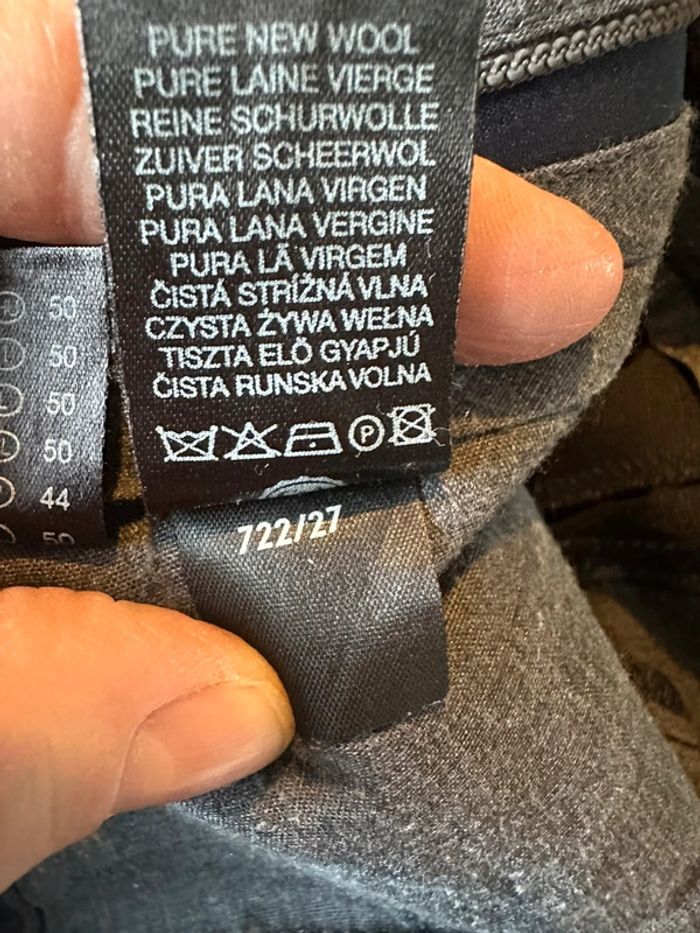 PURE NEW WOOL
PURE LAINE VIERGE
REINE SCHURWOLLE
ZUIVER SCHEERWOL
PURA LANA VIRGEN
PURA LANA VERGINE
PURA LÃ VIRGEM
ČISTÁ STRÍŽNÁ VLNA
CZYSTA ŻYWA WEŁNA
TISZTA ELŐ GYAPJÚ
ČISTA RUNSKA VOLNA
P
722/27
50
50
50
50
44
50